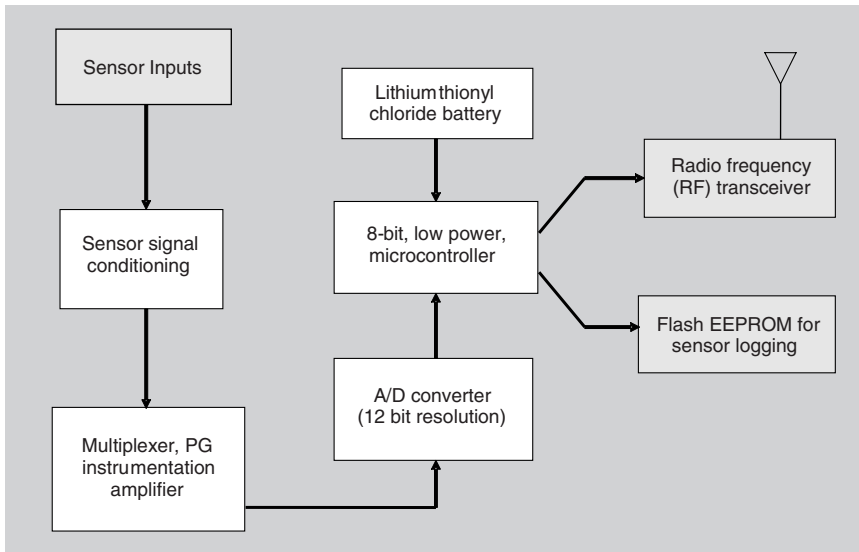 Sensor Inputs
Sensor signal
conditioning
Multiplexer, PG
instrumentation
amplifier
Lithium thionyl
chloride battery
8-bit, low power,
microcontroller
A/D converter
(12 bit resolution)
Radio frequency
(RF) transceiver
Flash EEPROM for
sensor logging